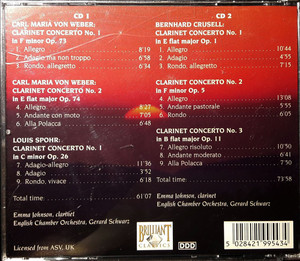 CD 1
CARL MARIA VON WEBER:
CLARINET CONCERTO No. 1
in F minor Op. 73
1. Allegro 8:19
2. Adagio ma non troppo 6:58
3. Rondo. allegretto 6:34
CARL MARIA VON WEBER:
CLARINET CONCERTO No. 2
in E flat major Op. 74
4. Allegro 8:27
5. Andante con moto 7:01
6. Alla Polacca 6:49
LOUIS SPOHR:
CLARINET CONCERTO No. 1
in C minor Op. 26
7. Adagio-allegro 11:36
8. Adagio 3:52
9. Rondo. vivace 7:13
Total time: 61:07
Emma Johnson, clarinet
English Chamber Orchestra, Gerard Schwarz
Licensed from ASV, UK
CD 2
BERNHARD CRUSELL:
CLARINET CONCERTO No. 1
in E flat major Op. 1
1. Allegro 10:44
2. Adagio
3. Rondo. allegretto 7:15
CLARINET CONCERTO No. 2
in F minor Op. 5
4. Allegro 13:08
5. Andante pastorale 5:50
6. Rondo 6:05
CLARINET CONCERTO No. 3
in B flat major Op. 11
7. Allegro risoluto 10:50
8. Andante moderato 6:41
9. Alla Polacca 7:35
Total time: 73:58
Emma Johnson, clarinet
English Chamber Orchestra, Gerard Schwarz
BRILLIANT
CLASSICS
DDD
5 028421 995434